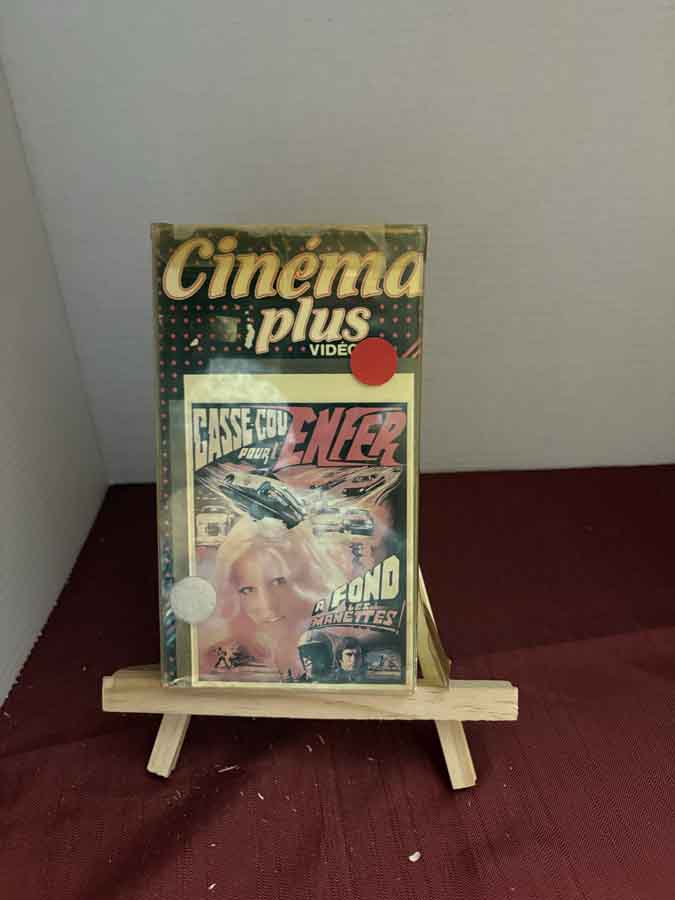 Cinéma
plus
VIDÉO
CASSE-COU
POUR L'ENFER
A FOND
LES
MANETTES!